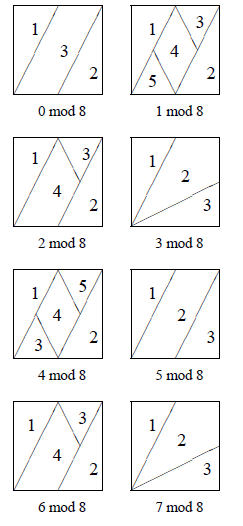 1 3 2
0 mod 8
1 3 4 5 2
1 mod 8
1 3 4 2
2 mod 8
1 2 3
3 mod 8
1 5 4 3 2
4 mod 8
1 2 3
5 mod 8
1 3 4 2
6 mod 8
1 2 3
7 mod 8